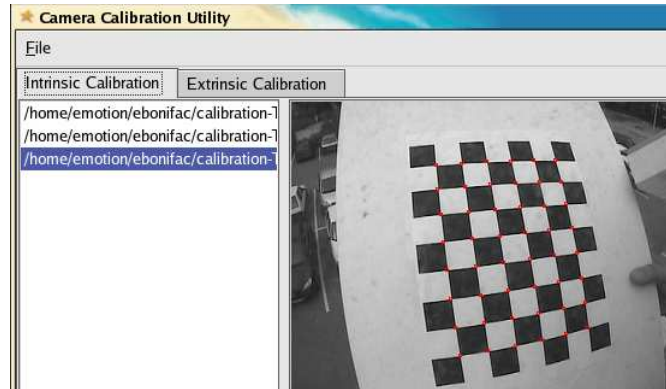 Camera Calibration Utility
File
Intrinsic Calibration
Extrinsic Calibration
/home/emotion/ebonifac/calibration-T
/home/emotion/ebonifac/calibration-T
/home/emotion/ebonifac/calibration-T